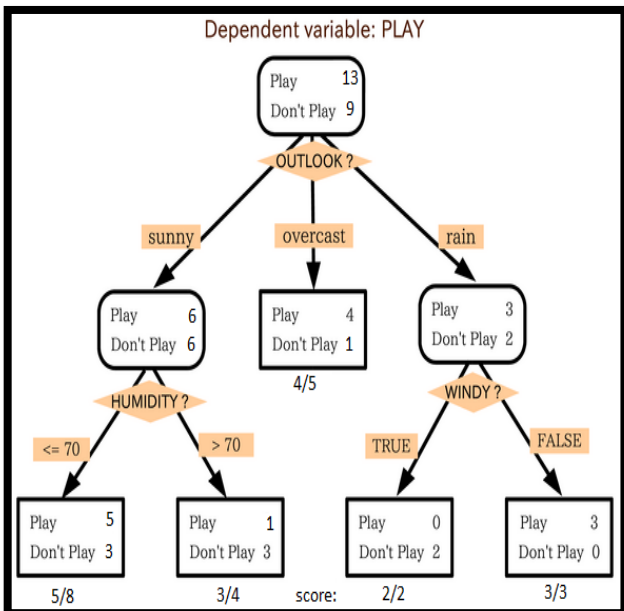 Dependent variable: PLAY
Play 13
Don't Play 9
OUTLOOK ?
sunny overcast rain
Play 6
Don't Play 6
Play 4
Don't Play 1
4/5
Play 3
Don't Play 2
HUMIDITY ?
WINDY ?
<= 70 > 70
TRUE FALSE
Play 5
Don't Play 3
5/8
Play 1
Don't Play 3
3/4
score:
Play 0
Don't Play 2
2/2
Play 3
Don't Play 0
3/3